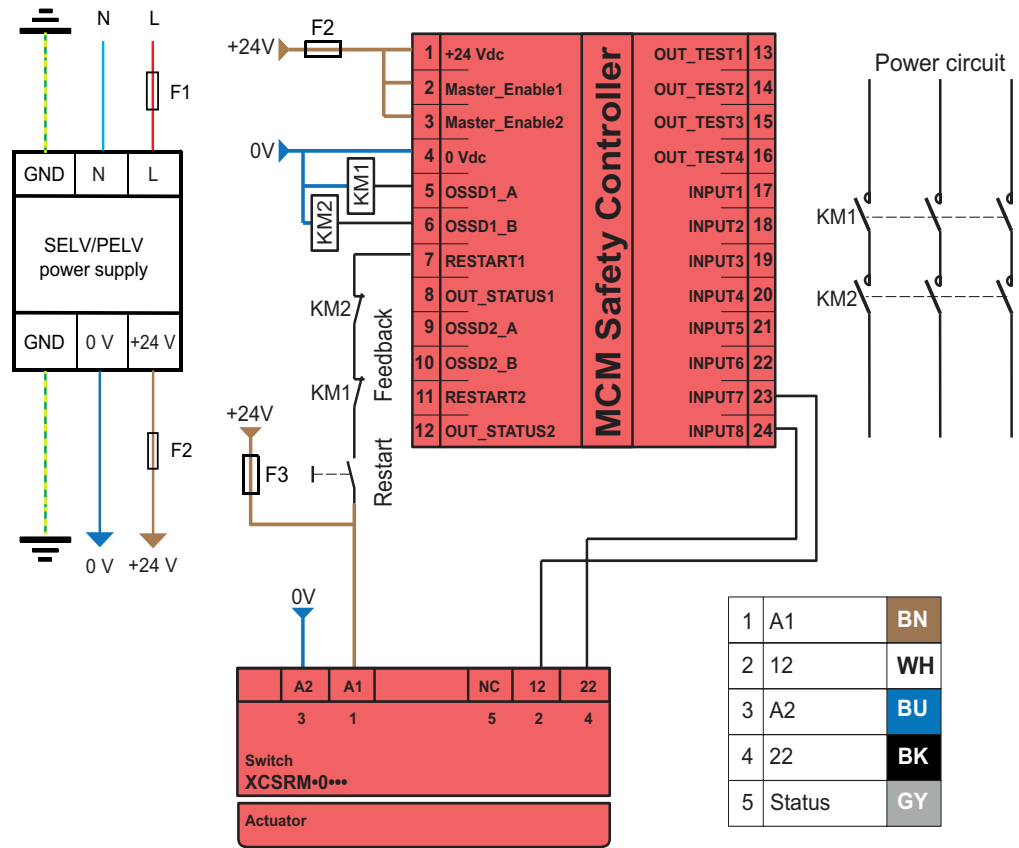 N L
F1
GND N L
SELV/PELV
power supply
GND 0 V +24 V
F2
0 V +24 V
+24V F2
0V
KM1
KM2
KM2
KM1
Feedback
Restart
+24V
F3
MCM Safety Controller
1 +24 Vdc
2 Master_Enable1
3 Master_Enable2
4 0 Vdc
5 OSSD1_A
6 OSSD1_B
7 RESTART1
8 OUT_STATUS1
9 OSSD2_A
10 OSSD2_B
11 RESTART2
12 OUT_STATUS2
OUT_TEST1 13
OUT_TEST2 14
OUT_TEST3 15
OUT_TEST4 16
INPUT1 17
INPUT2 18
INPUT3 19
INPUT4 20
INPUT5 21
INPUT6 22
INPUT7 23
INPUT8 24
Power circuit
KM1
KM2
0V
A2 A1 NC 12 22
3 1 5 2 4
Switch
XCSRM•0•••
Actuator
1 A1 BN
2 12 WH
3 A2 BU
4 22 BK
5 Status GY